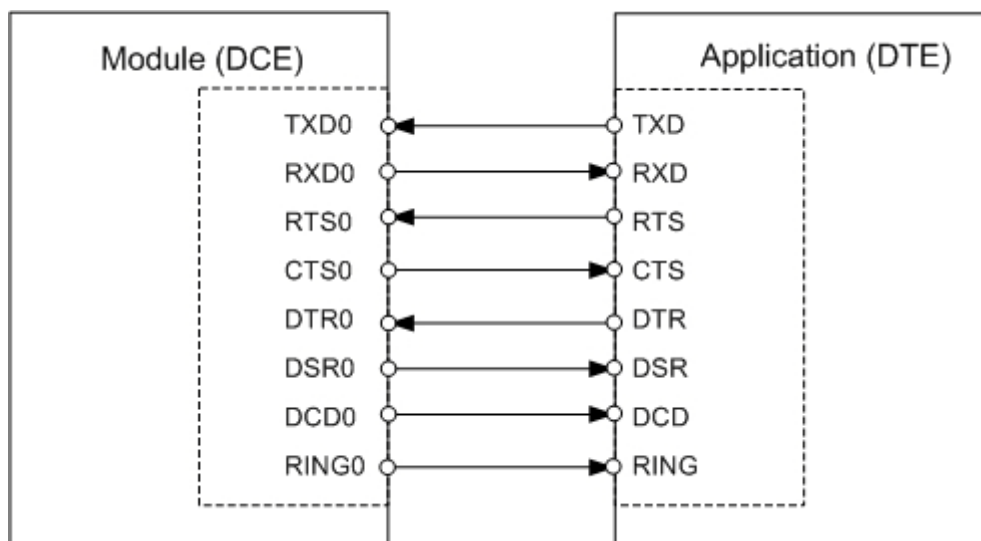 Module (DCE)
Application (DTE)
TXD0
TXD
RXD0
RXD
RTS0
RTS
CTS0
CTS
DTR0
DTR
DSR0
DSR
DCD0
DCD
RING0
RING